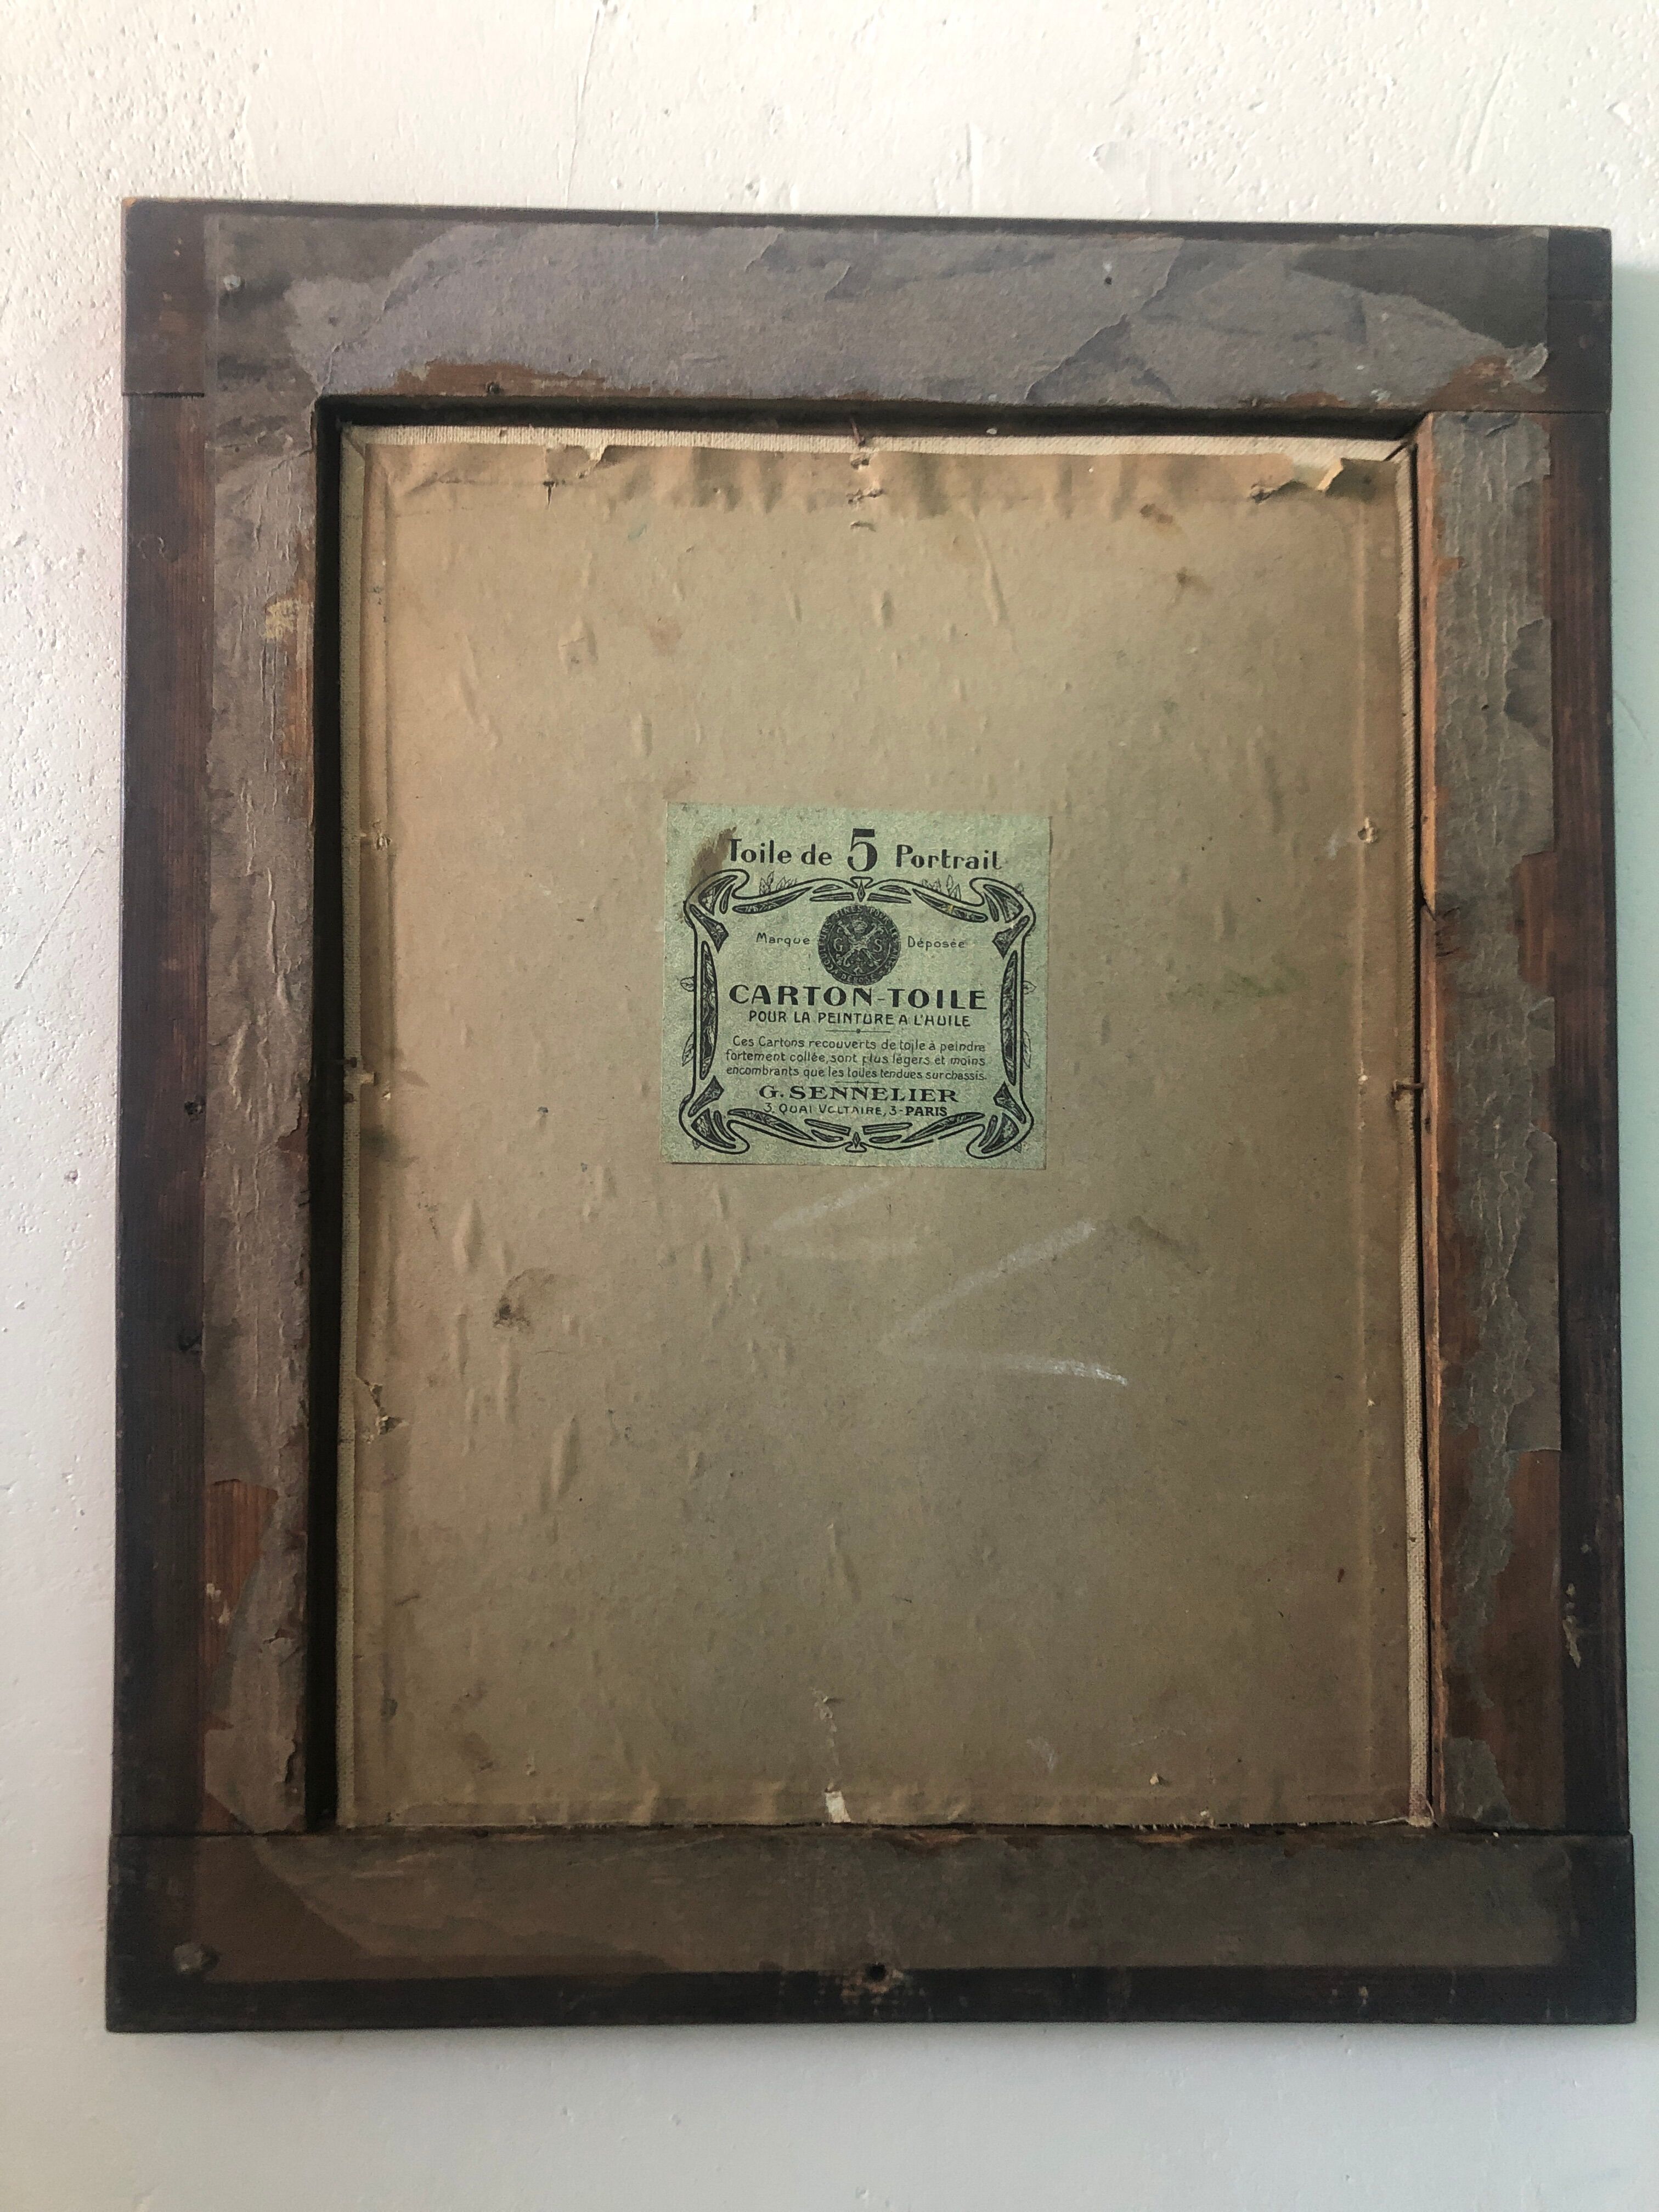 Toile de 5 Portrait
Marque G S Déposée
CARTON-TOILE
POUR LA PEINTURE A L'HUILE
Ces Cartons recouverts de toile à peindre
fortement collée, sont plus légers et moins
encombrants que les toiles tendues sur chassis.
G. SENNELIER
3, QUAI VOLTAIRE, 3-PARIS